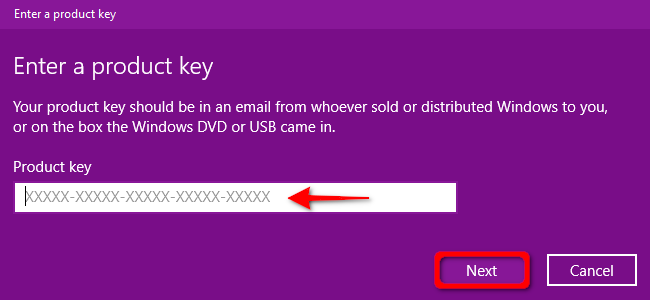 Enter a product key
Enter a product key
Your product key should be in an email from whoever sold or distributed Windows to you,
or on the box the Windows DVD or USB came in.
Product key
XXXXX-XXXXX-XXXXX-XXXXX-XXXXX
Next Cancel